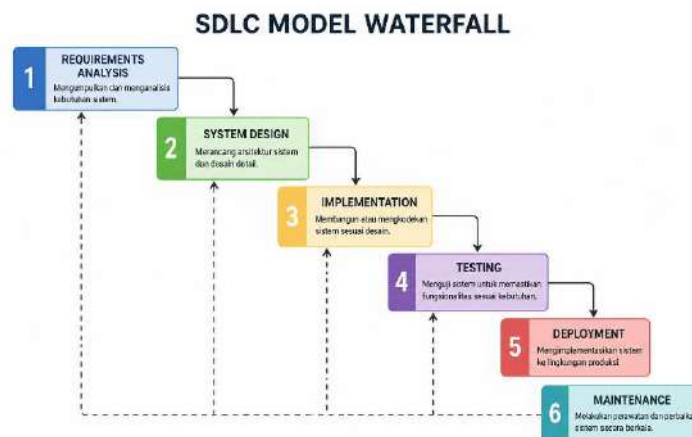 SDLC MODEL WATERFALL
1
REQUIREMENTS
ANALYSIS
Mengumpulkan dan menganalisis
kebutuhan sistem.
2
SYSTEM DESIGN
Merancang arsitektur sistem
dan desain detail.
3
IMPLEMENTATION
Membangun atau mengkodekan
sistem sesuai desain.
4
TESTING
Menguji sistem untuk memastikan
fungsionalitas sesuai kebutuhan.
5
DEPLOYMENT
Mengimplementasikan sistem
ke lingkungan produksi.
6
MAINTENANCE
Melakukan perawatan dan perbaika
sistem secara berkala.